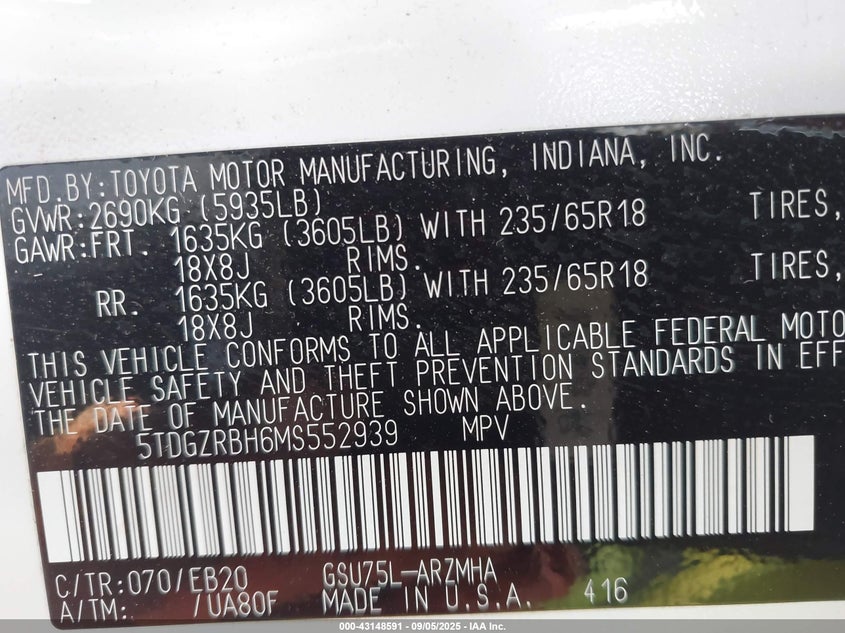 MFD.BY:TOYOTA MOTOR MANUFACTURING, INDIANA, INC.
GVWR:2690KG (5935LB)
GAWR:FRT. 1635KG (3605LB) WITH 235/65R18 TIRES,
18X8J RIMS.
RR. 1635KG (3605LB) WITH 235/65R18 TIRES,
18X8J RIMS.
THIS VEHICLE CONFORMS TO ALL APPLICABLE FEDERAL MOTO
VEHICLE SAFETY AND THEFT PREVENTION STANDARDS IN EFF
THE DATE OF MANUFACTURE SHOWN ABOVE.
5TDGZRBH6MS552939 MPV
C/TR:070/EB20 GSU75L-ARZMHA
A/TM: /UA80F MADE IN U.S.A. 416
000-43148591 - 09/05/2025 - IAA Inc.